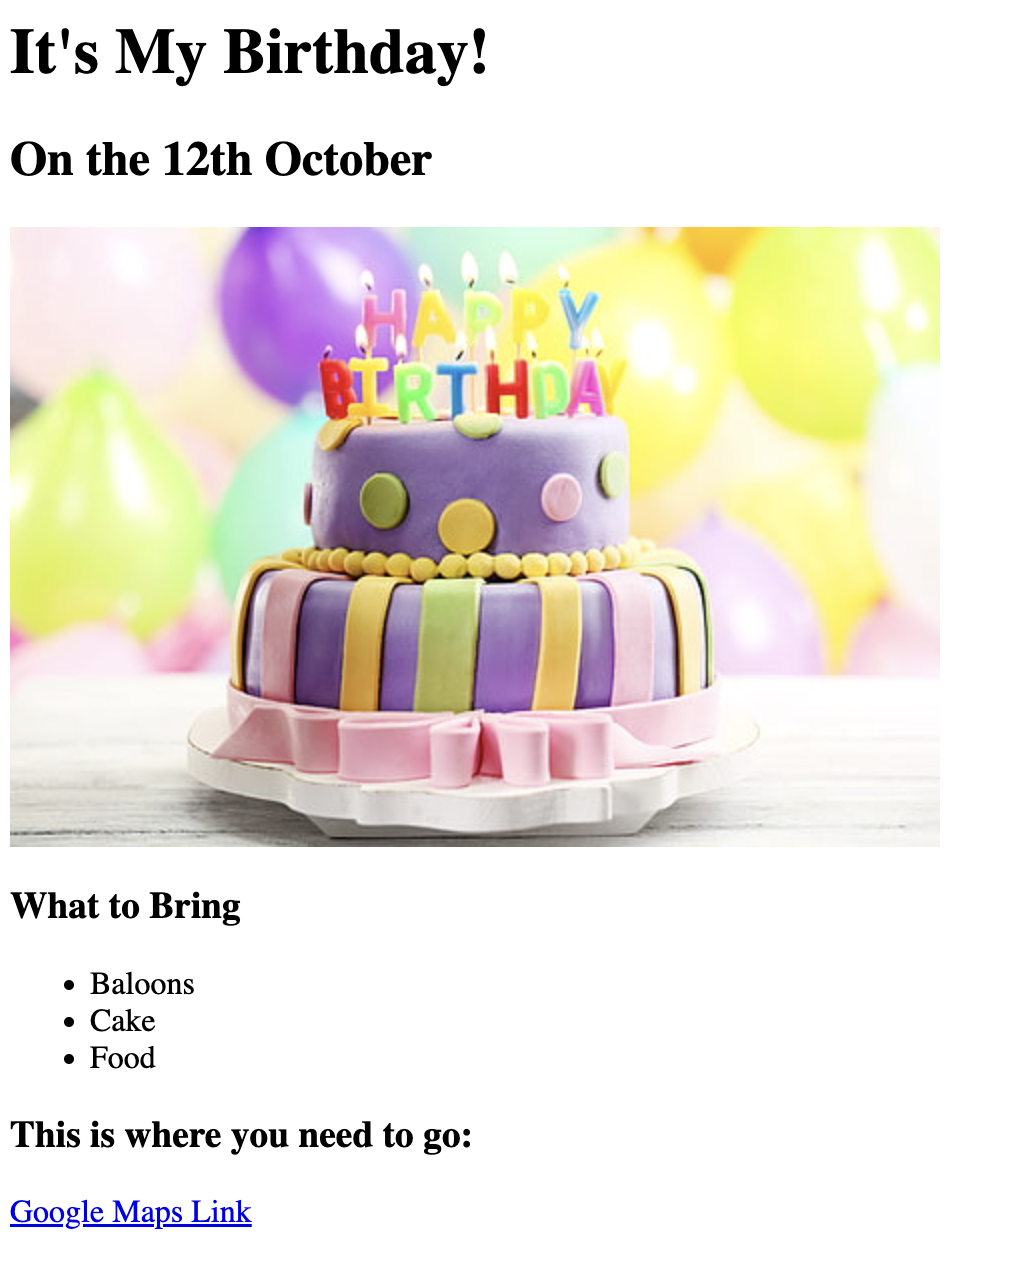 It's My Birthday!
On the 12th October
HAPPY
BIRTHDAY
What to Bring
Baloons
Cake
Food
This is where you need to go:
Google Maps Link